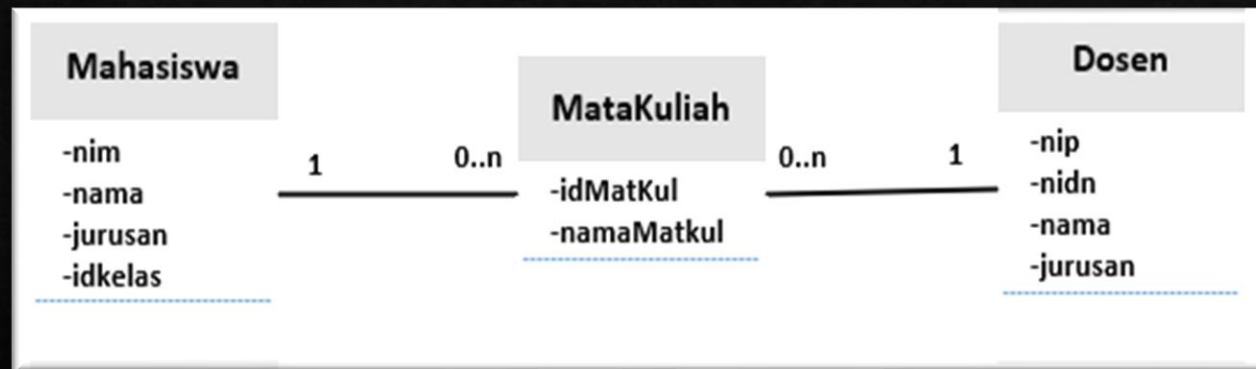 Mahasiswa
-nim
-nama
-jurusan
-idkelas
1
0..n
MataKuliah
-idMatKul
-namaMatkul
0..n
1
Dosen
-nip
-nidn
-nama
-jurusan